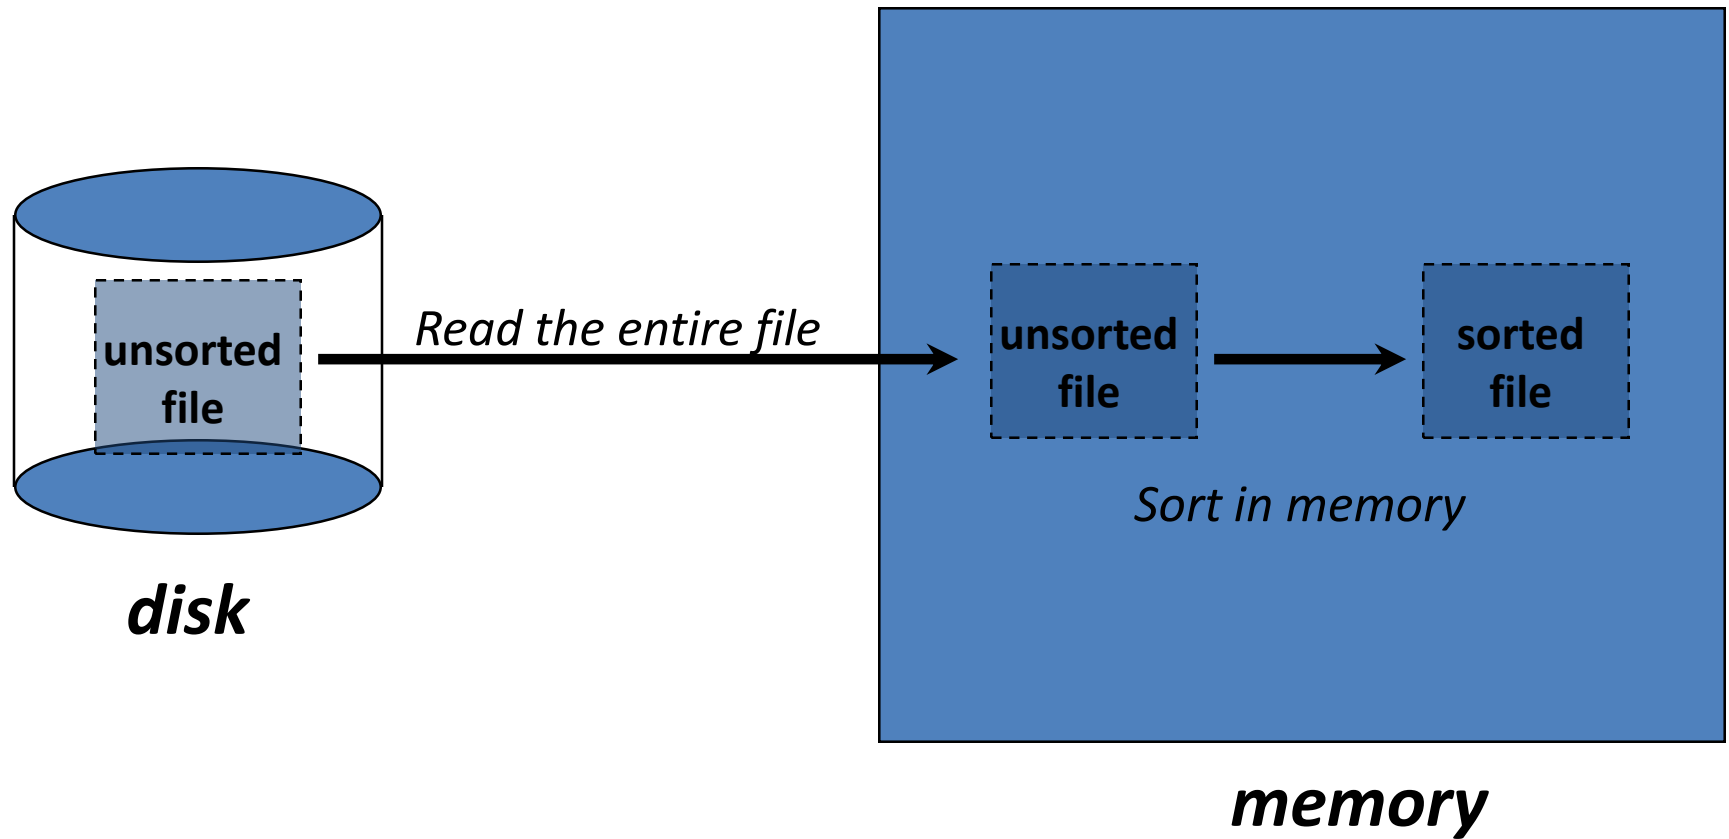 unsorted
file
disk
Read the entire file
unsorted
file
sorted
file
Sort in memory
memory